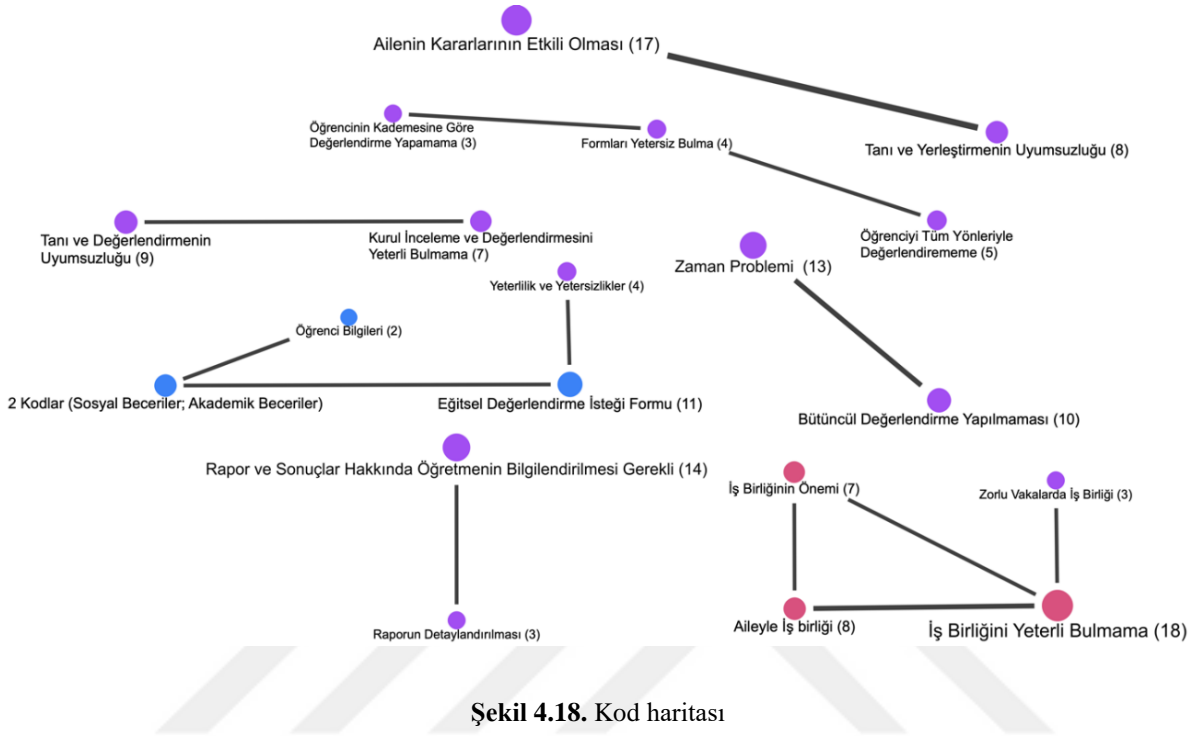 Ailenin Kararlarının Etkili Olması (17)
Öğrencinin Kademesine Göre
Değerlendirme Yapamama (3)
Formları Yetersiz Bulma (4)
Tanı ve Yerleştirmenin Uyumsuzluğu (8)
Tanı ve Değerlendirmenin
Uyumsuzluğu (9)
Kurul İnceleme ve Değerlendirmesini
Yeterli Bulmama (7)
Öğrenciyi Tüm Yönleriyle
Değerlendirememe (5)
Zaman Problemi (13)
Yeterlilik ve Yetersizlikler (4)
Öğrenci Bilgileri (2)
2 Kodlar (Sosyal Beceriler; Akademik Beceriler)
Eğitsel Değerlendirme İsteği Formu (11)
Bütüncül Değerlendirme Yapılmaması (10)
Rapor ve Sonuçlar Hakkında Öğretmenin Bilgilendirilmesi Gerekli (14)
İş Birliğinin Önemi (7)
Zorlu Vakalarda İş Birliği (3)
Raporun Detaylandırılması (3)
Aileyle İş birliği (8)
İş Birliğini Yeterli Bulmama (18)
Şekil 4.18. Kod haritası